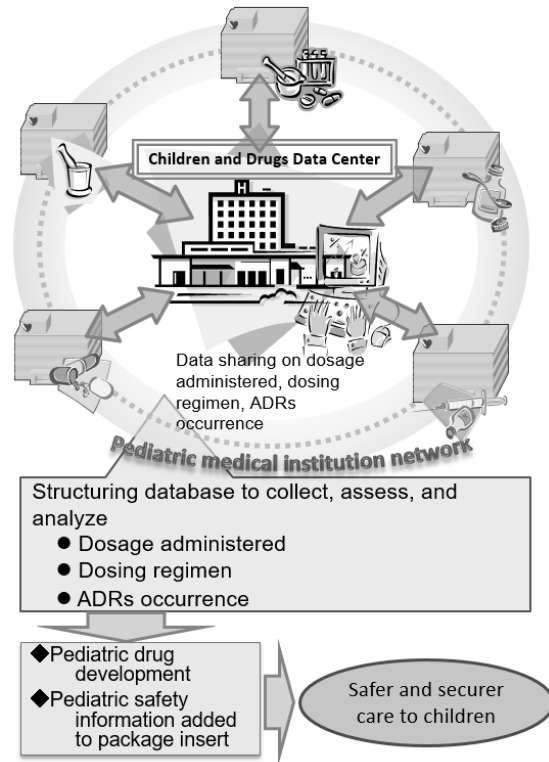 Children and Drugs Data Center
H
Data sharing on dosage
administered, dosing
regimen, ADRs
occurrence
Pediatric medical institution network
Structuring database to collect, assess, and
analyze
● Dosage administered
● Dosing regimen
● ADRs occurrence
◆Pediatric drug
development
◆Pediatric safety
information added
to package insert
Safer and securer
care to children